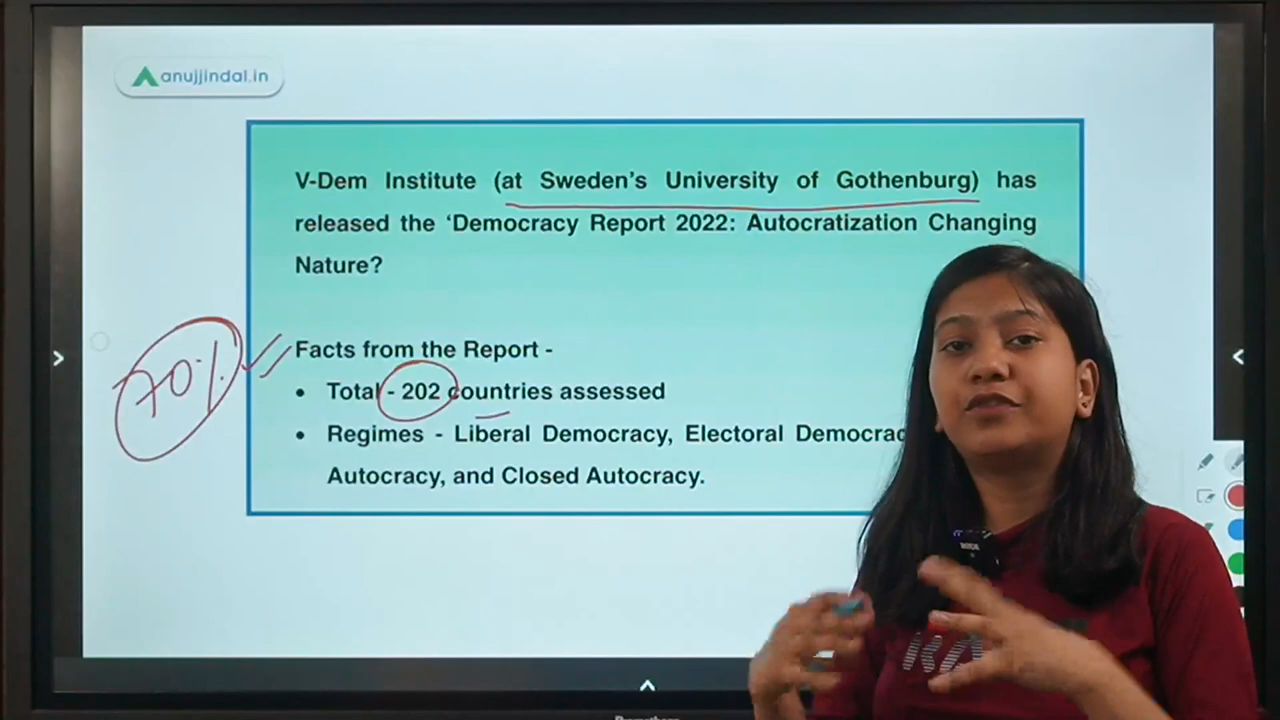 anujjindal.in
V-Dem Institute (at Sweden's University of Gothenburg) has
released the 'Democracy Report 2022: Autocratization Changing
Nature?
70%
Facts from the Report -
• Total - 202 countries assessed
• Regimes - Liberal Democracy, Electoral
Autocracy, and Closed Autocracy.